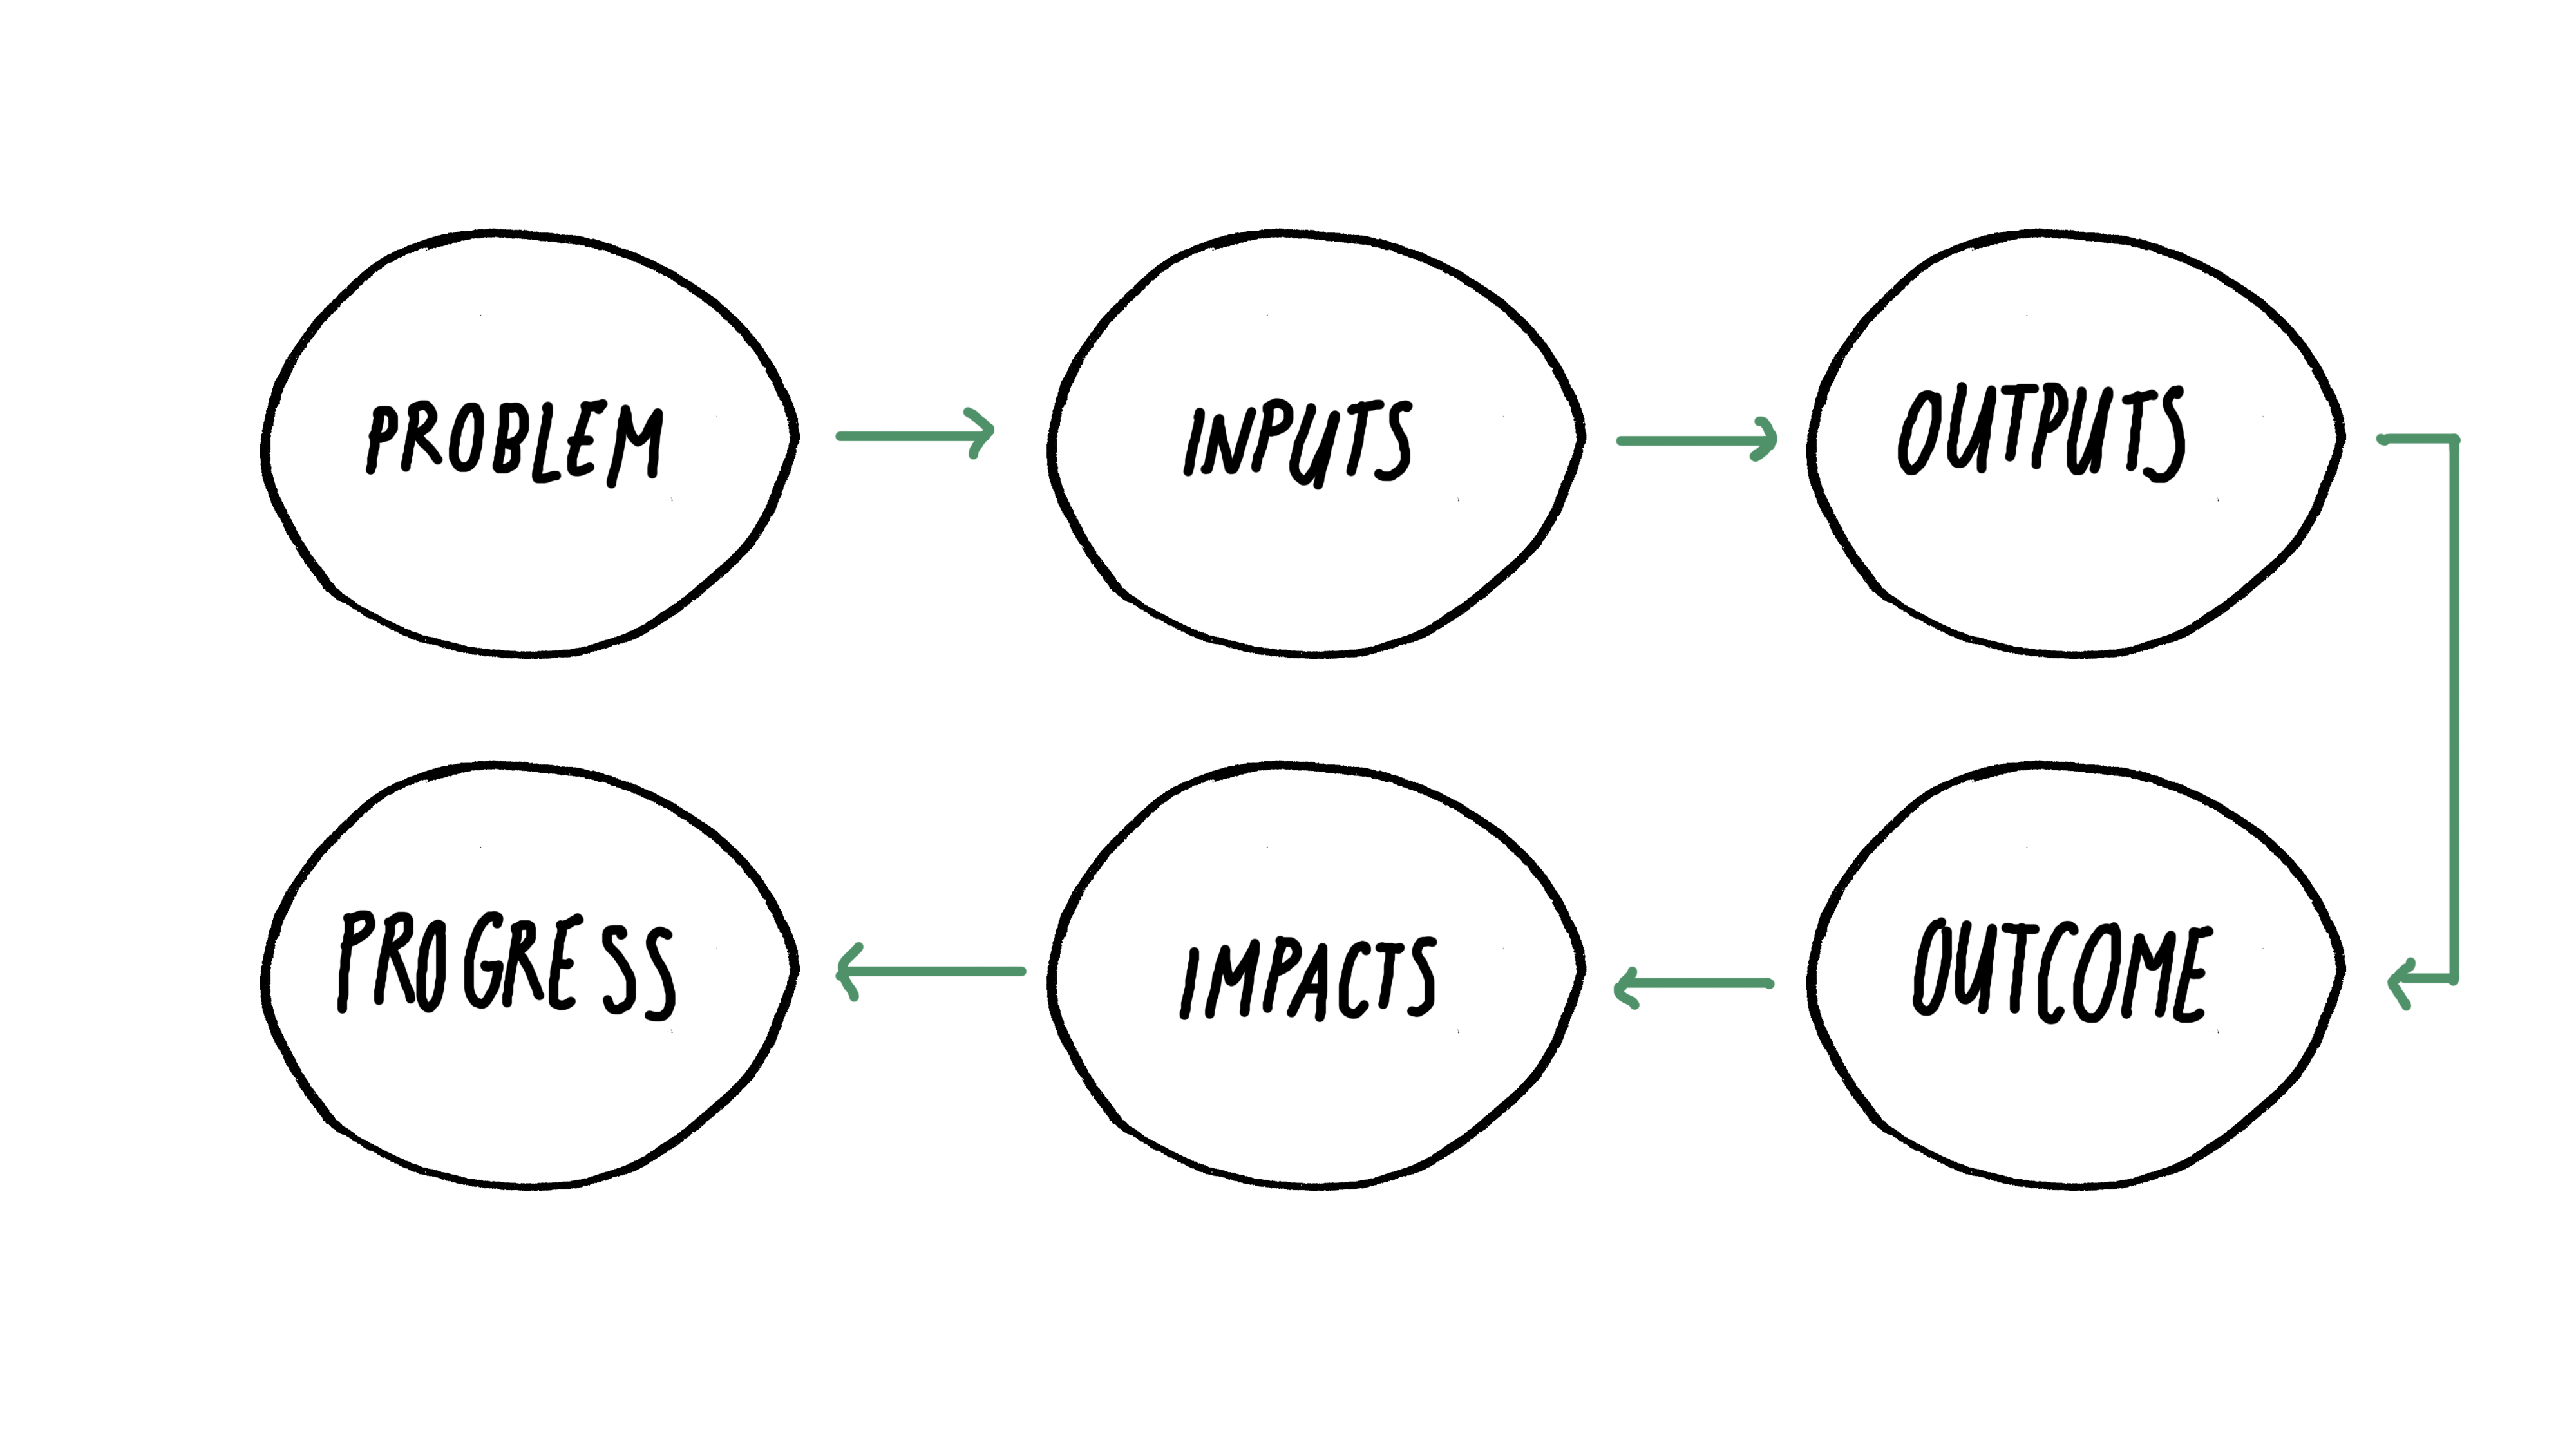 PROBLEM
INPUTS
OUTPUTS
OUTCOME
IMPACTS
PROGRESS